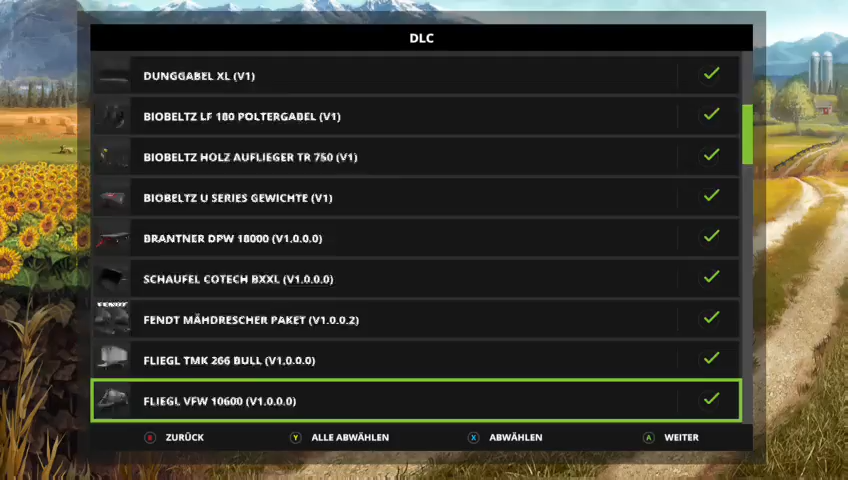 DLC
DUNGGABEL XL (V1)
BIOBELTZ LF 180 POLTERGABEL (V1)
BIOBELTZ HOLZ AUFLIEGER TR 750 (V1)
BIOBELTZ U SERIES GEWICHTE (V1)
BRANTNER DPW 18000 (V1.0.0.0)
SCHAUFEL COTECH BXXL (V1.0.0.0)
FENDT
FENDT MÄHDRESCHER PAKET (V1.0.0.2)
FLIEGL TMK 266 BULL (V1.0.0.0)
FLIEGL VFW 10600 (V1.0.0.0)
B ZURÜCK Y ALLE ABWÄHLEN X ABWÄHLEN A WEITER